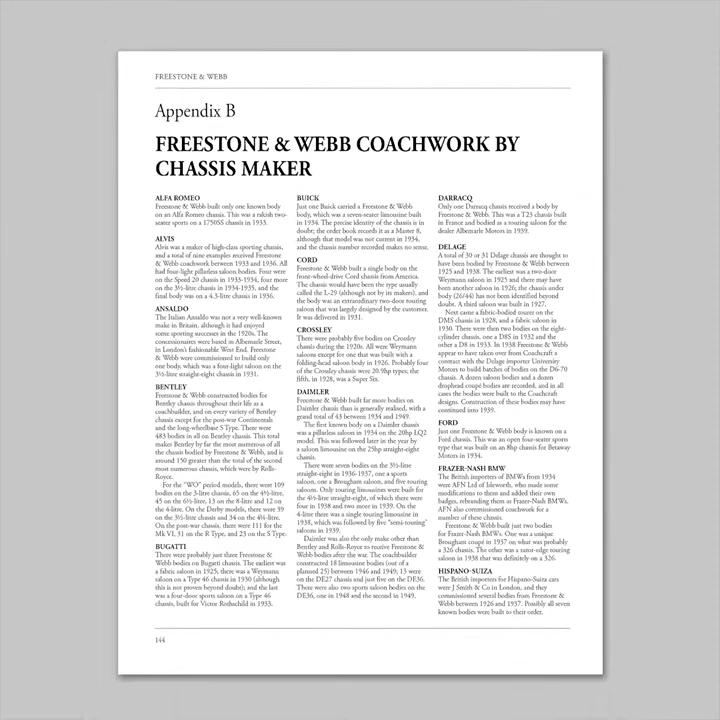 FREESTONE & WEBB
Appendix B
FREESTONE & WEBB COACHWORK BY
CHASSIS MAKER
ALFA ROMEO
Freestone & Webb built only one known body
on an Alfa Romeo chassis. This was a rakish two-
seater sports on a 1750SS chassis in 1933.
ALVIS
Alvis was a maker of high-class sporting chassis,
and a total of nine examples received Freestone
& Webb coachwork between 1933 and 1936. All
had four-light pillarless saloon bodies. Four were
on the Speed 20 chassis in 1933-1934, four more
on the 3½-litre chassis in 1934-1935, and the
final body was on a 4.3-litre chassis in 1936.
ANSALDO
The Italian Ansaldo was not a very well-known
make in Britain, although it had enjoyed
some sporting successes in the 1920s. The
concessionaires were based in Albemarle Street,
in London's fashionable West End. Freestone
& Webb were commissioned to build only
one body, which was a four-light saloon on the
3½-litre straight-eight chassis in 1931.
BENTLEY
Freestone & Webb constructed bodies for
Bentley chassis throughout their life as a
coachbuilder, and on every variety of Bentley
chassis except for the post-war Continentals
and the long-wheelbase S Type. There were
483 bodies in all on Bentley chassis. This total
makes Bentley by far the most numerous of all
the chassis bodied by Freestone & Webb, and is
around 150 greater than the total of the second
most numerous chassis, which were by Rolls-
Royce.
For the "WO" period models, there were 109
bodies on the 3-litre chassis, 65 on the 4½-litre,
45 on the 6½-litre, 13 on the 8-litre and 12 on
the 4-litre. On the Derby models, there were 39
on the 3½-litre chassis and 34 on the 4¼-litre.
On the post-war chassis, there were 111 for the
Mk VI, 31 on the R Type, and 23 on the S Type.
BUGATTI
There were probably just three Freestone &
Webb bodies on Bugatti chassis. The earliest was
a fabric saloon in 1925, there was a Weymann
saloon on a Type 46 chassis in 1930 (although
this is not proven beyond doubt); and the last
was a four-door sports saloon on a Type 46
chassis, built for Victor Rothschild in 1933.
BUICK
Just one Buick carried a Freestone & Webb
body, which was a seven-seater limousine built
in 1934. The precise identity of the chassis is in
doubt; the order book records it as a Master 8,
although that model was not current in 1934,
and the chassis number recorded makes no sense.
CORD
Freestone & Webb built a single body on the
front-wheel-drive Cord chassis from America.
The chassis would have been the type usually
called the L-29 (although not by its makers), and
the body was an extraordinary two-door touring
saloon that was largely designed by the customer.
It was delivered in 1931.
CROSSLEY
There were probably five bodies on Crossley
chassis during the 1920s. All were Weymann
saloons except for one that was built with a
folding-head saloon body in 1926. Probably four
of the Crossley chassis were 20.9hp types; the
fifth, in 1928, was a Super Six.
DAIMLER
Freestone & Webb built far more bodies on
Daimler chassis than is generally realised, with a
grand total of 43 between 1934 and 1949.
The first known body on a Daimler chassis
was a pillarless saloon in 1934 on the 20hp LQ2
model. This was followed later in the year by
a saloon limousine on the 25hp straight-eight
chassis.
There were seven bodies on the 3½-litre
straight-eight in 1936-1937, one a sports
saloon, one a Brougham saloon, and five touring
saloons. Only touring limousines were built for
the 4½-litre straight-eight, of which there were
four in 1938 and two more in 1939. On the
4-litre there was a single touring limousine in
1938, which was followed by five "semi-touring"
saloons in 1939.
Daimler was also the only make other than
Bentley and Rolls-Royce to receive Freestone &
Webb bodies after the war. The coachbuilder
constructed 18 limousine bodies (out of a
planned 25) between 1946 and 1949, 13 were
on the DE27 chassis and just five on the DE36.
There were also two sports saloon bodies on the
DE36, one in 1948 and the second in 1949.
DARRACQ
Only one Darracq chassis received a body by
Freestone & Webb. This was a T23 chassis built
in France and bodied as a touring saloon for the
dealer Albemarle Motors in 1939.
DELAGE
A total of 30 or 31 Delage chassis are thought to
have been bodied by Freestone & Webb between
1925 and 1938. The earliest was a two-door
Weymann saloon in 1925 and there may have
been another saloon in 1926; the chassis under
body (26/44) has not been identified beyond
doubt. A third saloon was built in 1927.
Next came a fabric-bodied tourer on the
DMS chassis in 1928, and a fabric saloon in
1930. There were then two bodies on the eight-
cylinder chassis, one a D8S in 1932 and the
other a D8 in 1933. In 1938 Freestone & Webb
appear to have taken over from Coachcraft a
contract with the Delage importer University
Motors to build batches of bodies on the D6-70
chassis. A dozen saloon bodies and a dozen
drophead coupé bodies are recorded, and in all
cases the bodies were built to the Coachcraft
designs. Construction of these bodies may have
continued into 1939.
FORD
Just one Freestone & Webb body is known on a
Ford chassis. This was an open four-seater sports
type that was built on an 8hp chassis for Betaway
Motors in 1934.
FRAZER-NASH BMW
The British importers of BMWs from 1934
were AFN Ltd of Isleworth, who made some
modifications to them and added their own
badges, rebranding them as Frazer-Nash BMWs.
AFN also commissioned coachwork for a
number of these chassis.
Freestone & Webb built just two bodies
for Frazer-Nash BMWs. One was a unique
Brougham coupé in 1937 on what was probably
a 326 chassis. The other was a tutor-edge touring
saloon in 1938 that was definitely on a 326.
HISPANO-SUIZA
The British importers for Hispano-Suiza cars
were J Smith & Co in London, and they
commissioned several bodies from Freestone &
Webb between 1926 and 1937. Possibly all seven
known bodies were built to their order.
144